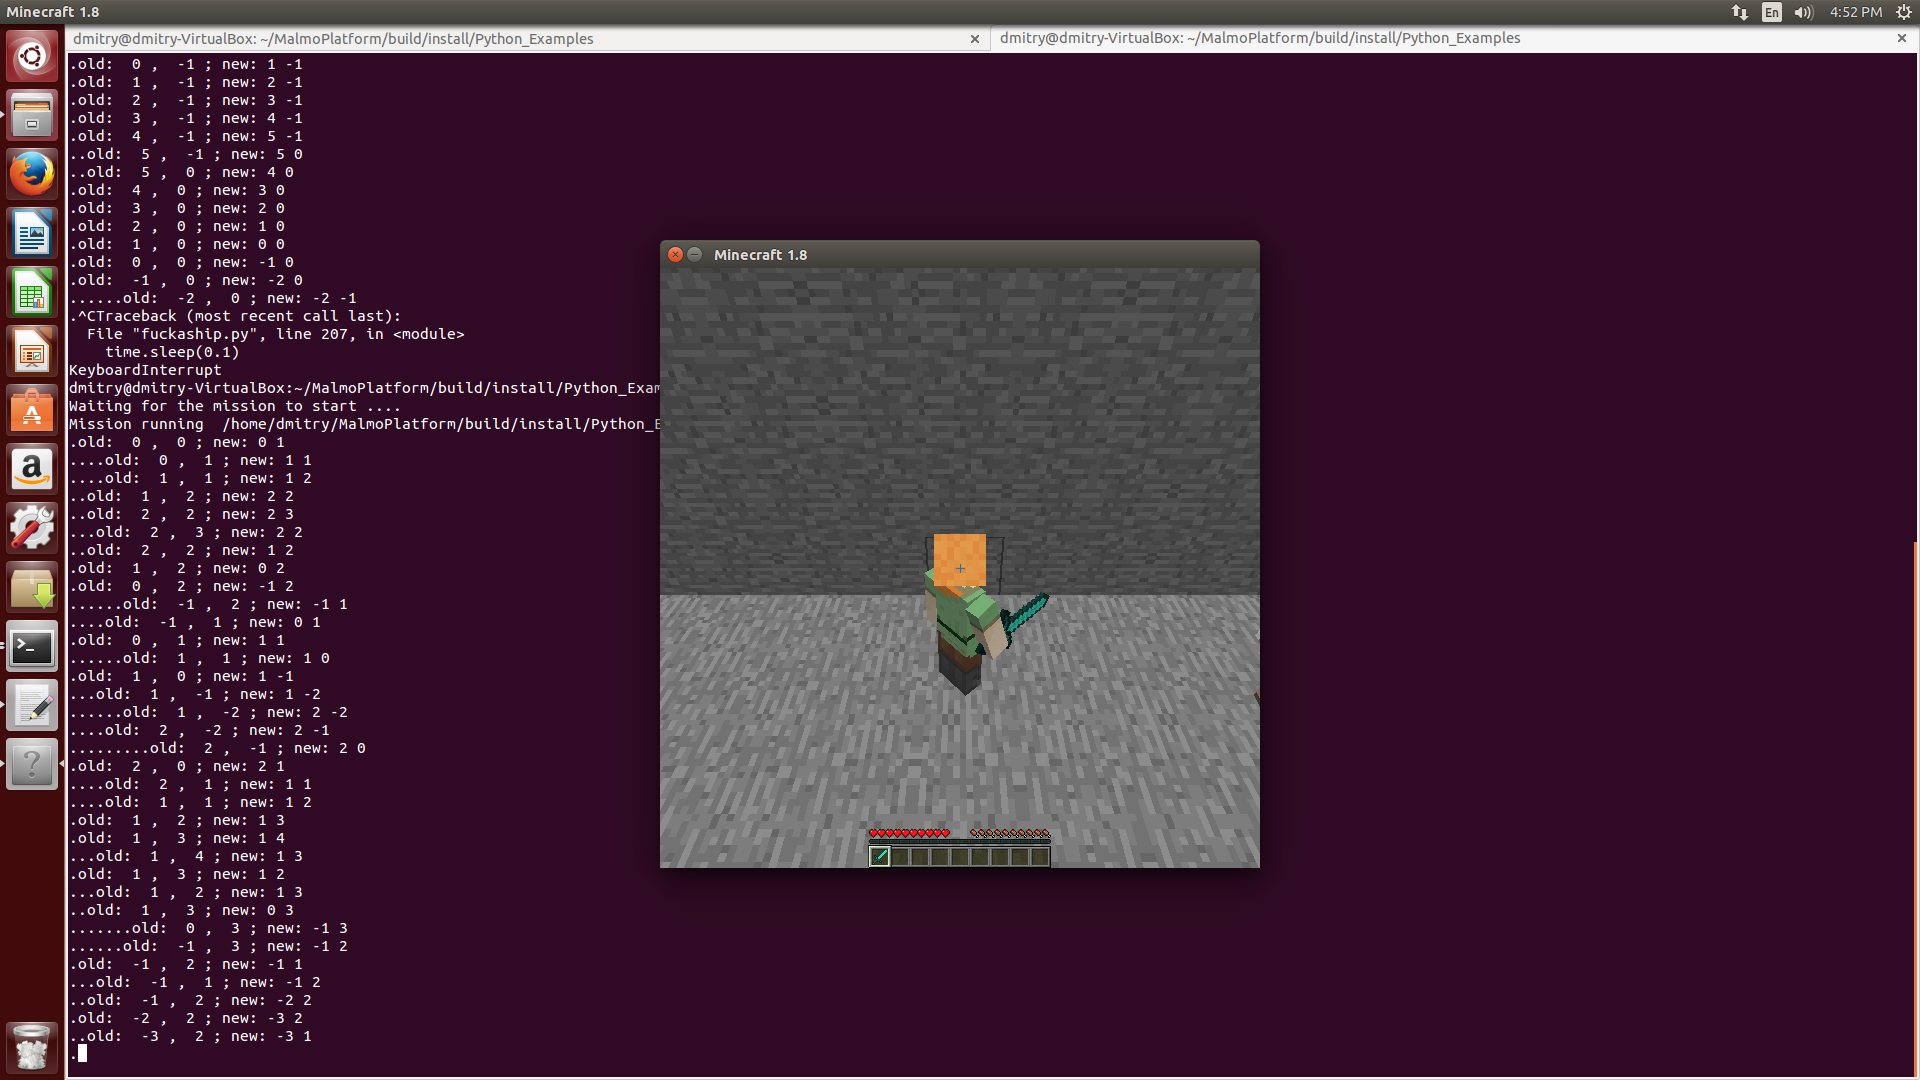 Minecraft 1.8
En
4:52 PM
dmitry@dmitry-VirtualBox: ~/MalmoPlatform/build/install/Python_Examples
dmitry@dmitry-VirtualBox: ~/MalmoPlatform/build/install/Python_Examples
.old:  0 ,  -1 ; new: 1 -1
.old:  1 ,  -1 ; new: 2 -1
.old:  2 ,  -1 ; new: 3 -1
.old:  3 ,  -1 ; new: 4 -1
.old:  4 ,  -1 ; new: 5 -1
..old:  5 ,  -1 ; new: 5 0
..old:  5 ,  0 ; new: 4 0
.old:  4 ,  0 ; new: 3 0
.old:  3 ,  0 ; new: 2 0
.old:  2 ,  0 ; new: 1 0
.old:  1 ,  0 ; new: 0 0
.old:  0 ,  0 ; new: -1 0
.old:  -1 ,  0 ; new: -2 0
......old:  -2 ,  0 ; new: -2 -1
.^CTraceback (most recent call last):
  File "fuckaship.py", line 207, in <module>
    time.sleep(0.1)
KeyboardInterrupt
dmitry@dmitry-VirtualBox:~/MalmoPlatform/build/install/Python_Exam
Waiting for the mission to start ....
Mission running  /home/dmitry/MalmoPlatform/build/install/Python_E
.old:  0 ,  0 ; new: 0 1
....old:  0 ,  1 ; new: 1 1
....old:  1 ,  1 ; new: 1 2
..old:  1 ,  2 ; new: 2 2
..old:  2 ,  2 ; new: 2 3
...old:  2 ,  3 ; new: 2 2
..old:  2 ,  2 ; new: 1 2
.old:  1 ,  2 ; new: 0 2
.old:  0 ,  2 ; new: -1 2
......old:  -1 ,  2 ; new: -1 1
....old:  -1 ,  1 ; new: 0 1
.old:  0 ,  1 ; new: 1 1
......old:  1 ,  1 ; new: 1 0
.old:  1 ,  0 ; new: 1 -1
...old:  1 ,  -1 ; new: 1 -2
......old:  1 ,  -2 ; new: 2 -2
....old:  2 ,  -2 ; new: 2 -1
.........old:  2 ,  -1 ; new: 2 0
.old:  2 ,  0 ; new: 2 1
....old:  2 ,  1 ; new: 1 1
....old:  1 ,  1 ; new: 1 2
.old:  1 ,  2 ; new: 1 3
.old:  1 ,  3 ; new: 1 4
...old:  1 ,  4 ; new: 1 3
.old:  1 ,  3 ; new: 1 2
...old:  1 ,  2 ; new: 1 3
..old:  1 ,  3 ; new: 0 3
.......old:  0 ,  3 ; new: -1 3
......old:  -1 ,  3 ; new: -1 2
.old:  -1 ,  2 ; new: -1 1
...old:  -1 ,  1 ; new: -1 2
..old:  -1 ,  2 ; new: -2 2
.old:  -2 ,  2 ; new: -3 2
..old:  -3 ,  2 ; new: -3 1
.
Minecraft 1.8